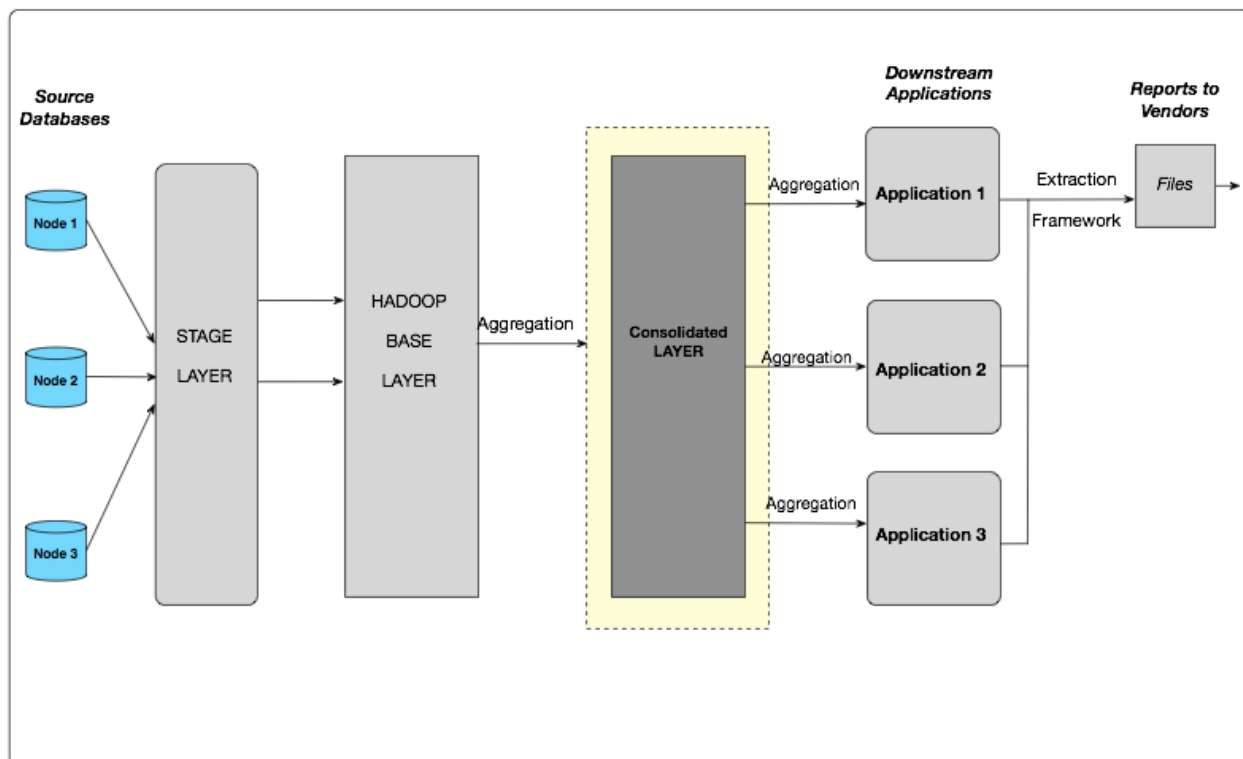 Source
Databases
Node 1
Node 2
Node 3
STAGE
LAYER
HADOOP
BASE
LAYER
Aggregation
Consolidated
LAYER
Aggregation
Aggregation
Aggregation
Downstream
Applications
Application 1
Application 2
Application 3
Extraction
Framework
Reports to
Vendors
Files